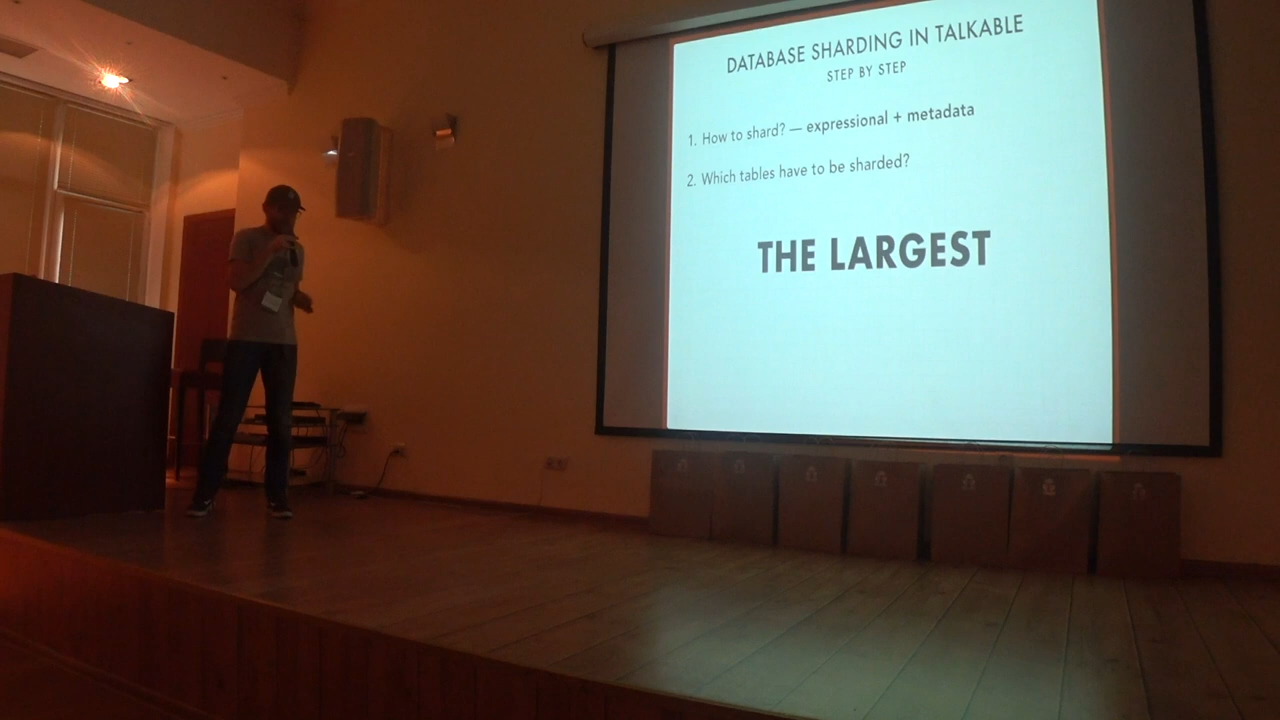 DATABASE SHARDING IN TALKABLE
STEP BY STEP
1. How to shard? — expressional + metadata
2. Which tables have to be sharded?
THE LARGEST